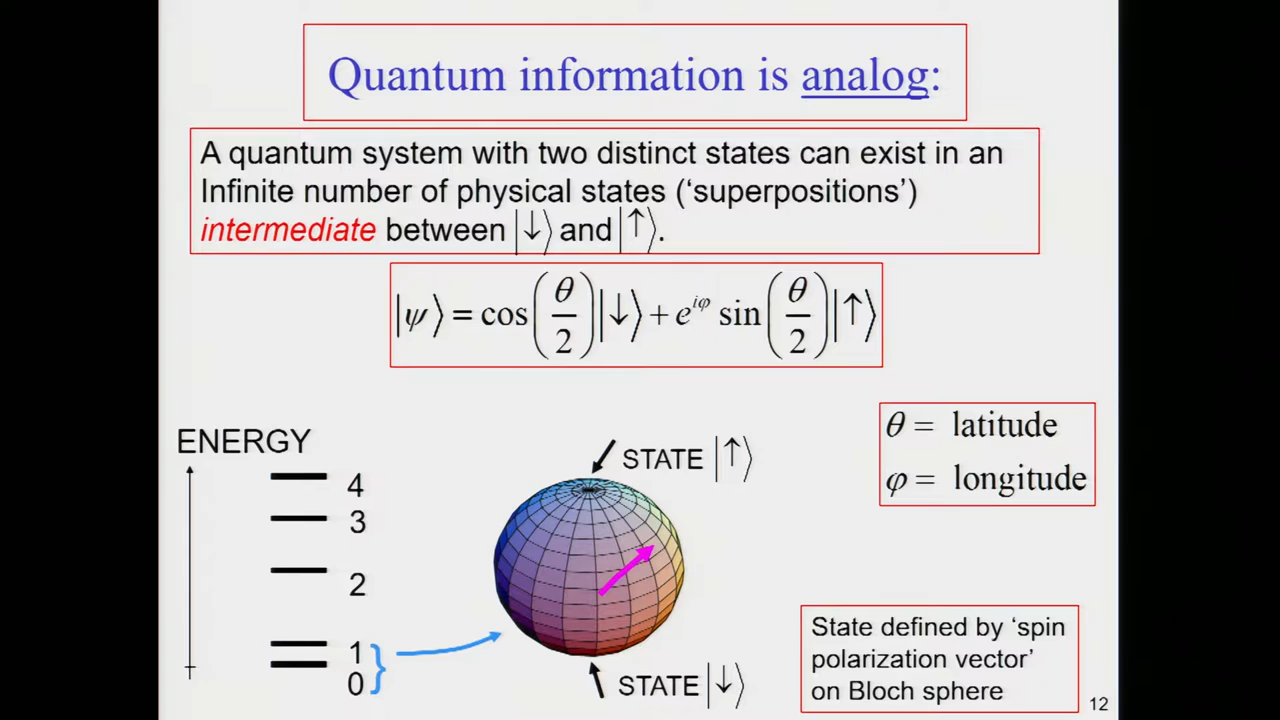 Quantum information is analog:
A quantum system with two distinct states can exist in an
Infinite number of physical states (‘superpositions’)
intermediate between |↓⟩ and |↑⟩.
|ψ⟩ = cos(θ/2)|↓⟩ + e^{iφ} sin(θ/2)|↑⟩
θ = latitude
φ = longitude
ENERGY
4
3
2
1
0
STATE |↑⟩
STATE |↓⟩
State defined by ‘spin
polarization vector’
on Bloch sphere
12